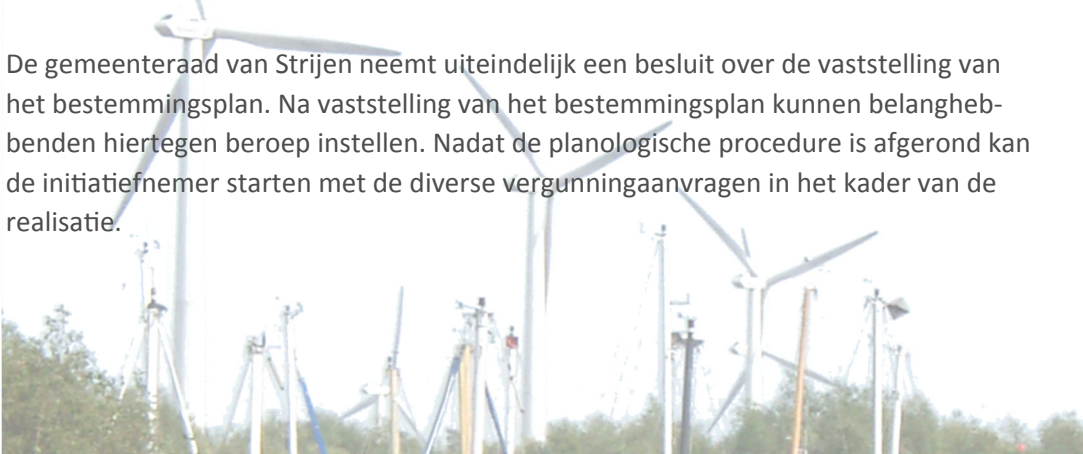 De gemeenteraad van Strijen neemt uiteindelijk een besluit over de vaststelling van
het bestemmingsplan. Na vaststelling van het bestemmingsplan kunnen belangheb-
benden hiertegen beroep instellen. Nadat de planologische procedure is afgerond kan
de initiatiefnemer starten met de diverse vergunningaanvragen in het kader van de
realisatie.